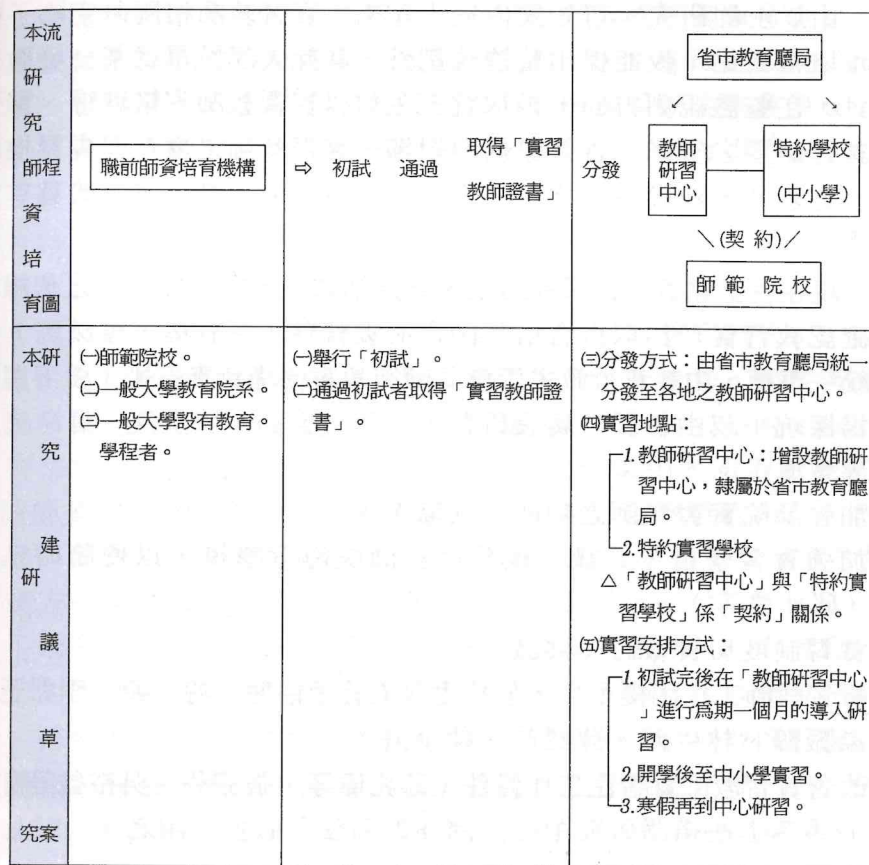 本流
研
究
師程
資
培
育圖
職前師資培育機構
⇨ 初試 通過 取得「實習
教師證書」
分發
省市教育廳局
教師
研習
中心
特約學校
(中小學)
(契約)
師範院校
本研
究
建研
議
草
究案
㈠師範院校。
㈡一般大學教育院系。
㈢一般大學設有教育。
學程者。
㈠舉行「初試」。
㈡通過初試者取得「實習教師證
書」。
㈢分發方式：由省市教育廳局統一
分發至各地之教師研習中心。
㈣實習地點：
1.教師研習中心：增設教師研
習中心，隸屬於省市教育廳
局。
2.特約實習學校
△「教師研習中心」與「特約實
習學校」係「契約」關係。
㈤實習安排方式：
1.初試完後在「教師研習中心
」進行爲期一個月的導入研
習。
2.開學後至中小學實習。
3.寒假再到中心研習。